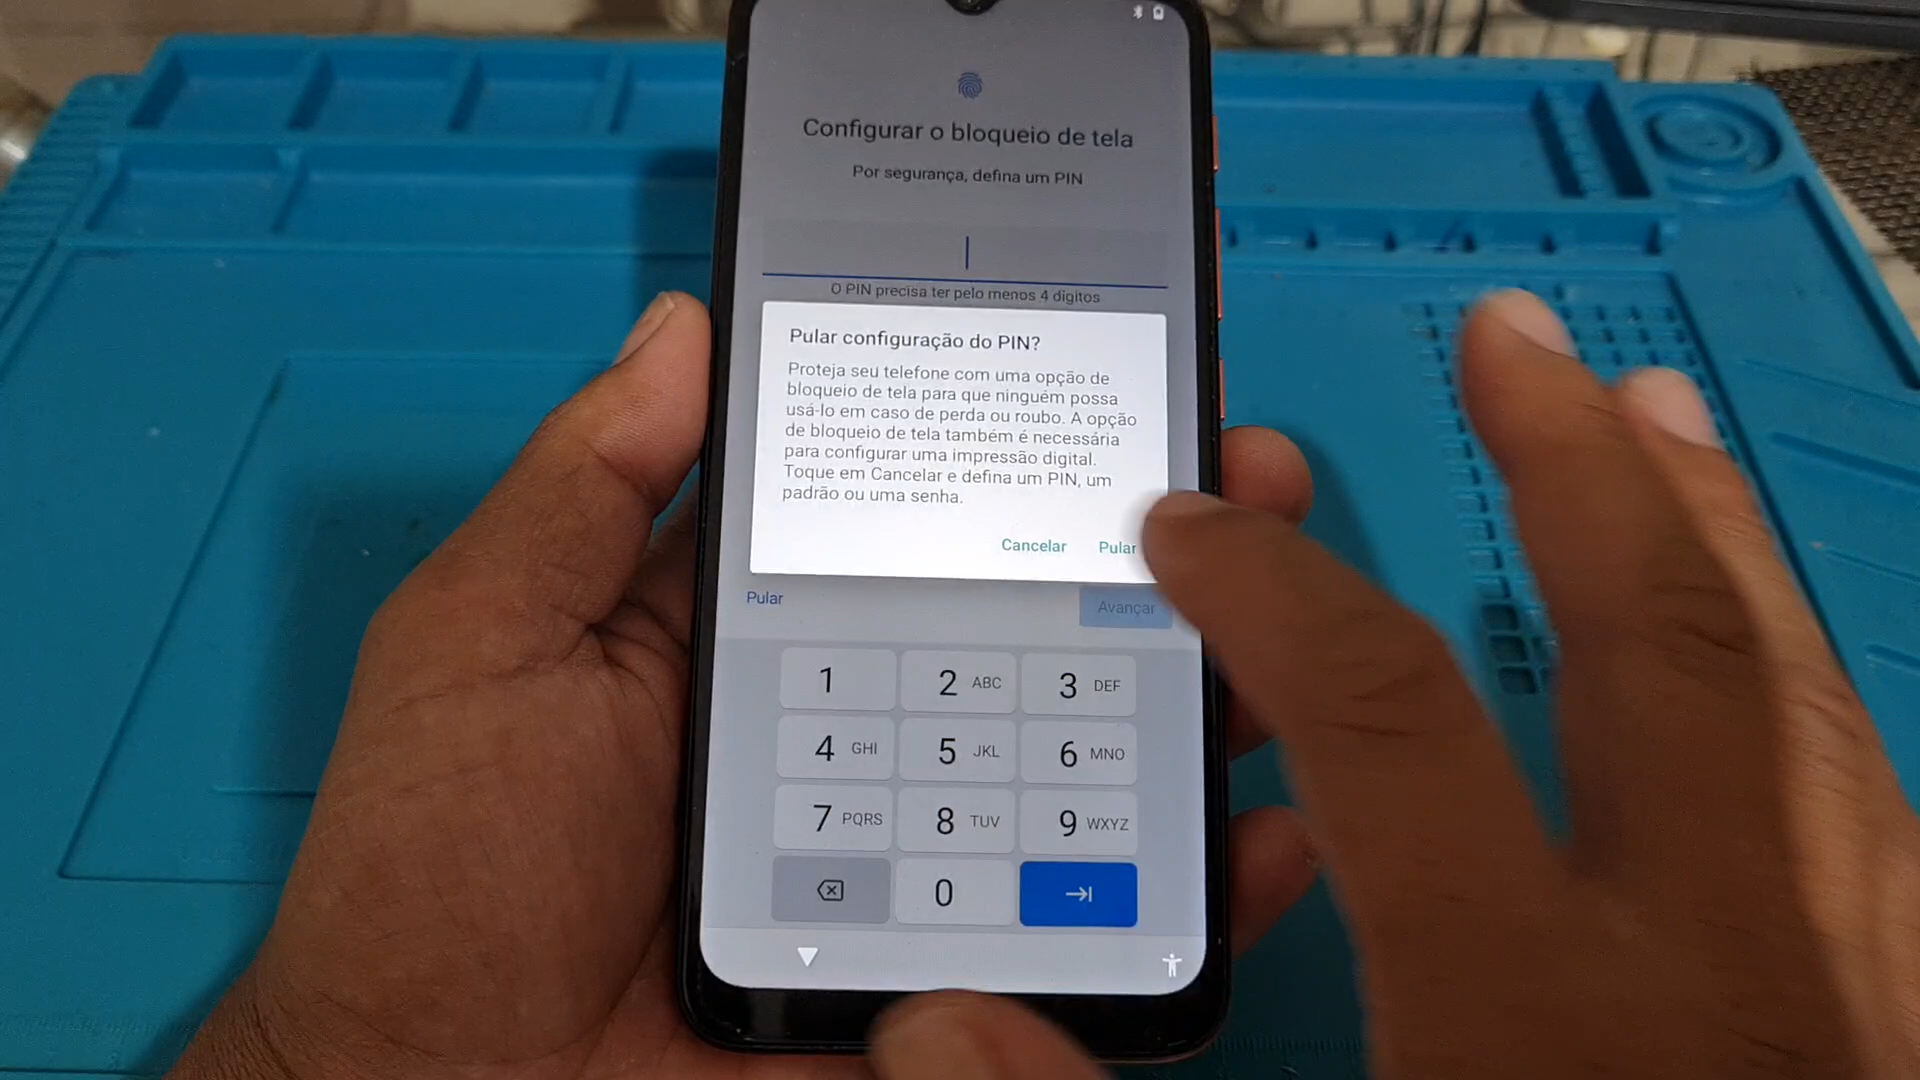 Configurar o bloqueio de tela
Por segurança, defina um PIN
O PIN precisa ter pelo menos 4 dígitos
Pular configuração do PIN?
Proteja seu telefone com uma opção de
bloqueio de tela para que ninguém possa
usá-lo em caso de perda ou roubo. A opção
de bloqueio de tela também é necessária
para configurar uma impressão digital.
Toque em Cancelar e defina um PIN, um
padrão ou uma senha.
Cancelar Pular
Pular Avançar
1 2 ABC 3 DEF
4 GHI 5 JKL 6 MNO
7 PQRS 8 TUV 9 WXYZ
0